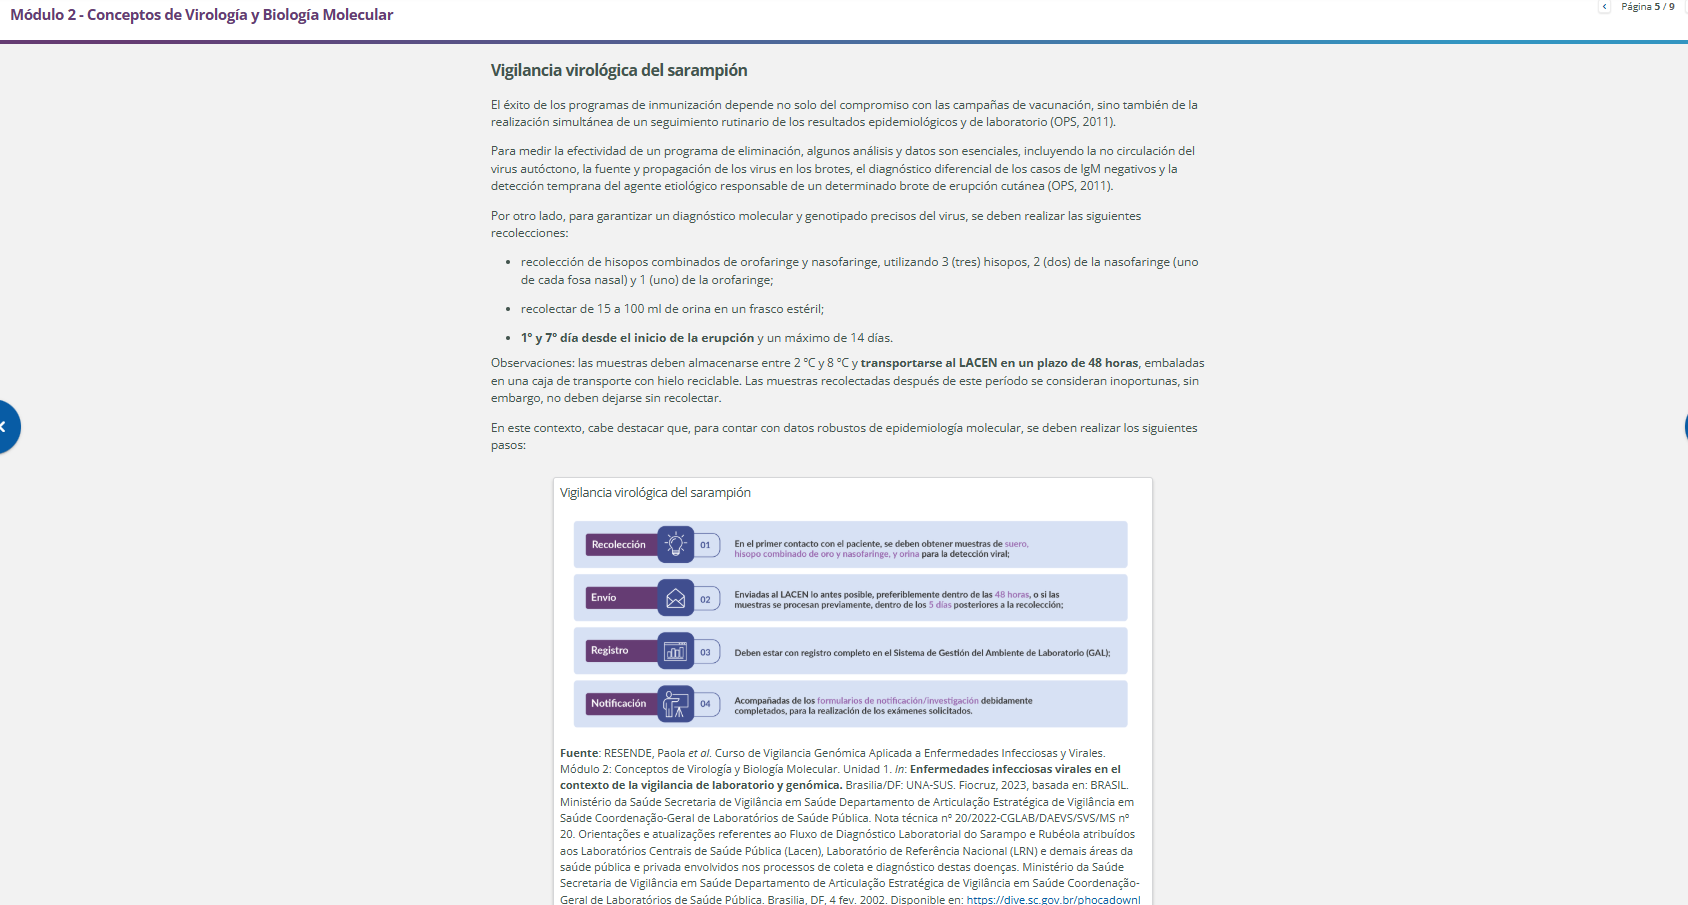 Módulo 2 - Conceptos de Virología y Biología Molecular
Página 5 / 9
Vigilancia virológica del sarampión
El éxito de los programas de inmunización depende no solo del compromiso con las campañas de vacunación, sino también de la
realización simultánea de un seguimiento rutinario de los resultados epidemiológicos y de laboratorio (OPS, 2011).
Para medir la efectividad de un programa de eliminación, algunos análisis y datos son esenciales, incluyendo la no circulación del
virus autóctono, la fuente y propagación de los virus en los brotes, el diagnóstico diferencial de los casos de IgM negativos y la
detección temprana del agente etiológico responsable de un determinado brote de erupción cutánea (OPS, 2011).
Por otro lado, para garantizar un diagnóstico molecular y genotipado precisos del virus, se deben realizar las siguientes
recolecciones:
• recolección de hisopos combinados de orofaringe y nasofaringe, utilizando 3 (tres) hisopos, 2 (dos) de la nasofaringe (uno
de cada fosa nasal) y 1 (uno) de la orofaringe;
• recolectar de 15 a 100 ml de orina en un frasco estéril;
• 1º y 7º día desde el inicio de la erupción y un máximo de 14 días.
Observaciones: las muestras deben almacenarse entre 2 ºC y 8 ºC y transportarse al LACEN en un plazo de 48 horas, embaladas
en una caja de transporte con hielo reciclable. Las muestras recolectadas después de este período se consideran inoportunas, sin
embargo, no deben dejarse sin recolectar.
En este contexto, cabe destacar que, para contar con datos robustos de epidemiología molecular, se deben realizar los siguientes
pasos:
Vigilancia virológica del sarampión
Recolección 01 En el primer contacto con el paciente, se deben obtener muestras de suero,
hisopo combinado de oro y nasofaringe, y orina para la detección viral;
Envío 02 Enviadas al LACEN lo antes posible, preferiblemente dentro de las 48 horas, o si las
muestras se procesan previamente, dentro de los 5 días posteriores a la recolección;
Registro 03 Deben estar con registro completo en el Sistema de Gestión del Ambiente de Laboratorio (GAL);
Notificación 04 Acompañadas de los formularios de notificación/investigación debidamente
completados, para la realización de los exámenes solicitados.
Fuente: RESENDE, Paola et al. Curso de Vigilancia Genómica Aplicada a Enfermedades Infecciosas y Virales.
Módulo 2: Conceptos de Virología y Biología Molecular. Unidad 1. In: Enfermedades infecciosas virales en el
contexto de la vigilancia de laboratorio y genómica. Brasilia/DF: UNA-SUS. Fiocruz, 2023, basada en: BRASIL.
Ministério da Saúde Secretaria de Vigilância em Saúde Departamento de Articulação Estratégica de Vigilância em
Saúde Coordenação-Geral de Laboratórios de Saúde Pública. Nota técnica nº 20/2022-CGLAB/DAEVS/SVS/MS nº
20. Orientações e atualizações referentes ao Fluxo de Diagnóstico Laboratorial do Sarampo e Rubéola atribuídos
aos Laboratórios Centrais de Saúde Pública (Lacen), Laboratório de Referência Nacional (LRN) e demais áreas da
saúde pública e privada envolvidos nos processos de coleta e diagnóstico destas doenças. Ministério da Saúde
Secretaria de Vigilância em Saúde Departamento de Articulação Estratégica de Vigilância em Saúde Coordenação-
Geral de Laboratórios de Saúde Pública. Brasilia, DF, 4 fev. 2002. Disponible en: https://dive.sc.gov.br/phocadownl